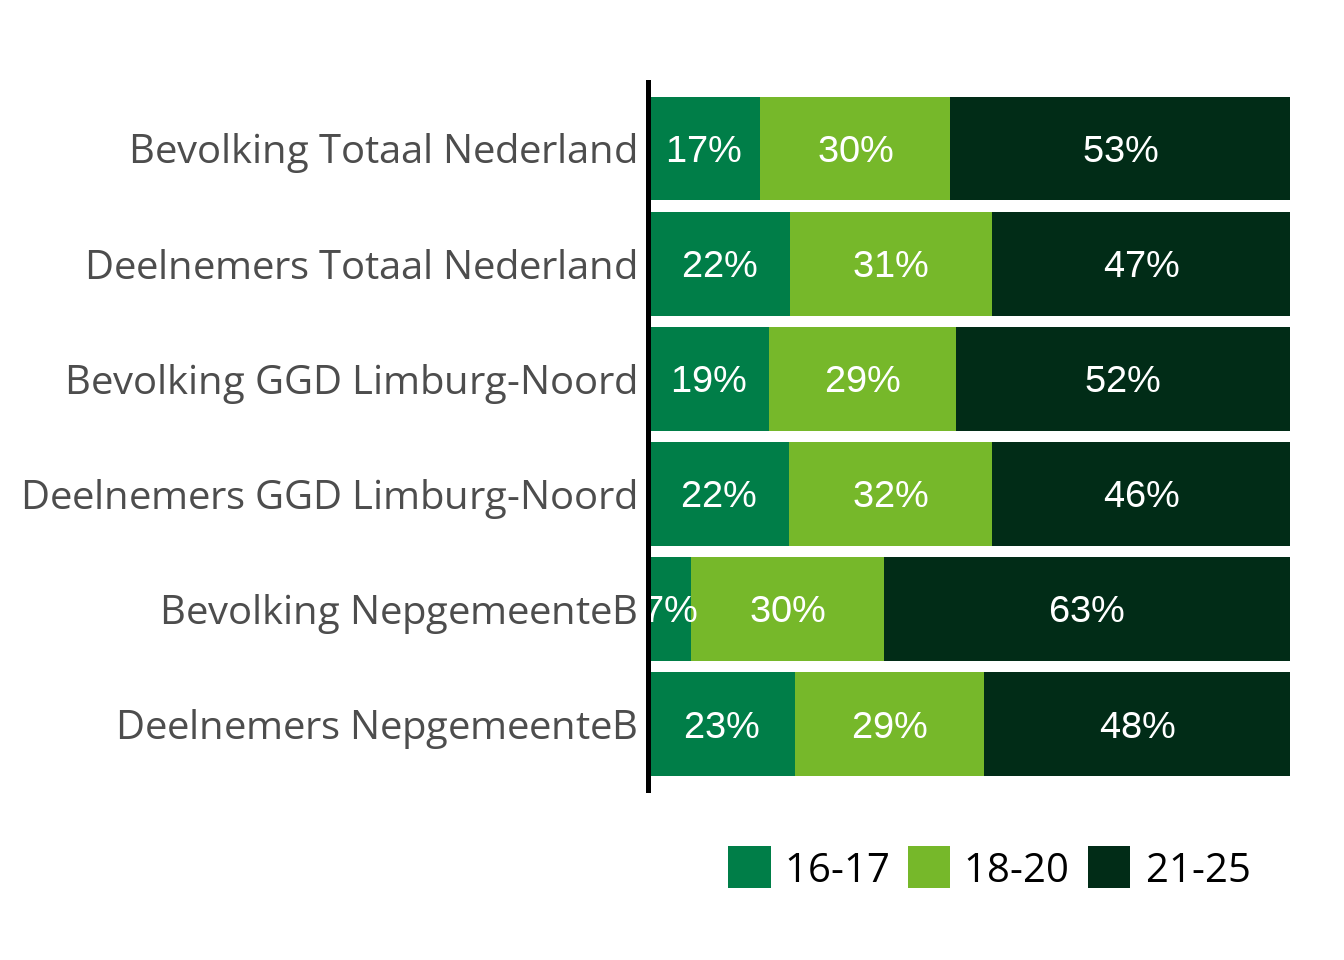 Bevolking Totaal Nederland 17% 30% 53%
Deelnemers Totaal Nederland 22% 31% 47%
Bevolking GGD Limburg-Noord 19% 29% 52%
Deelnemers GGD Limburg-Noord 22% 32% 46%
Bevolking NepgemeenteB 7% 30% 63%
Deelnemers NepgemeenteB 23% 29% 48%
16-17 18-20 21-25